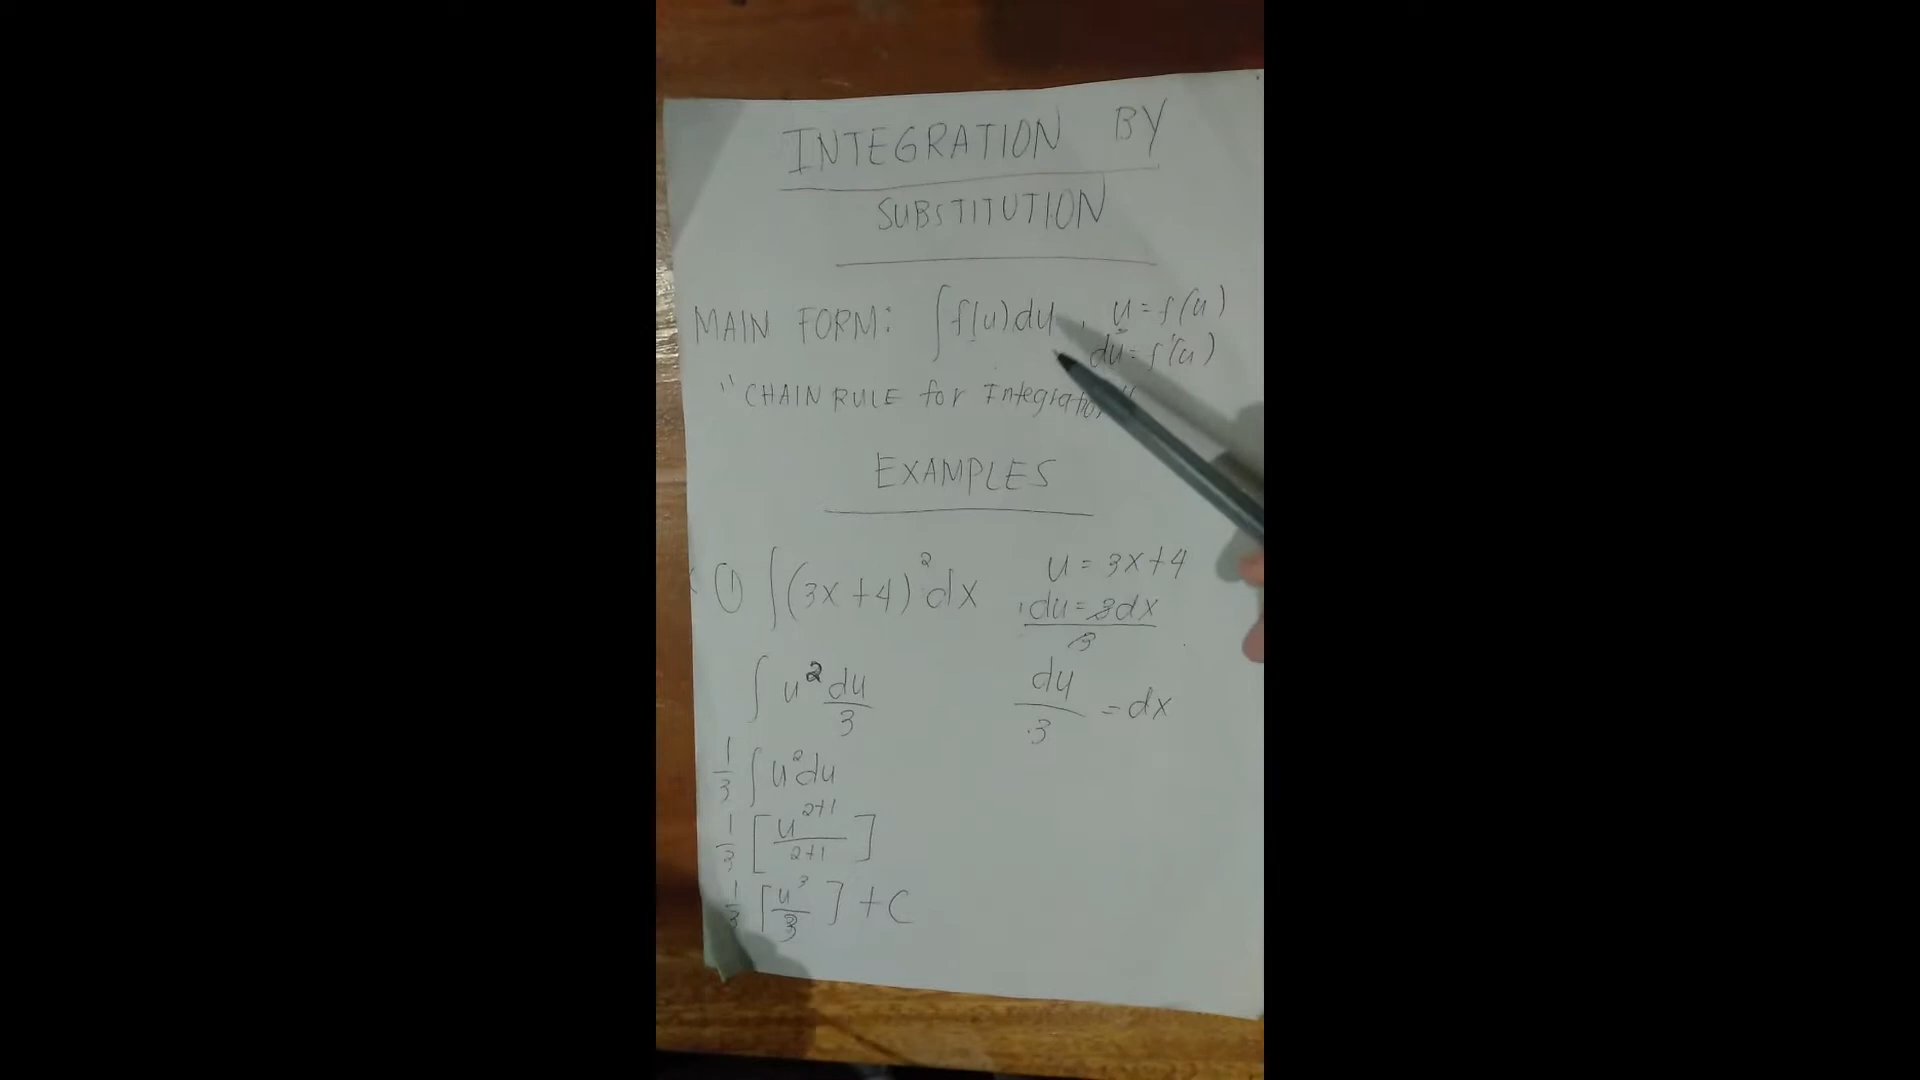 INTEGRATION BY
SUBSTITUTION
MAIN FORM: ∫f(u)du, u = f(u)
du = f'(u)
"CHAIN RULE for Integration"
EXAMPLES
① ∫(3x+4)²dx
u = 3x+4
du = 3dx
3
∫u² du/3
du/3 = dx
1/3 ∫u²du
1/3 [u²⁺¹/2+1]
1/3 [u³/3] + C